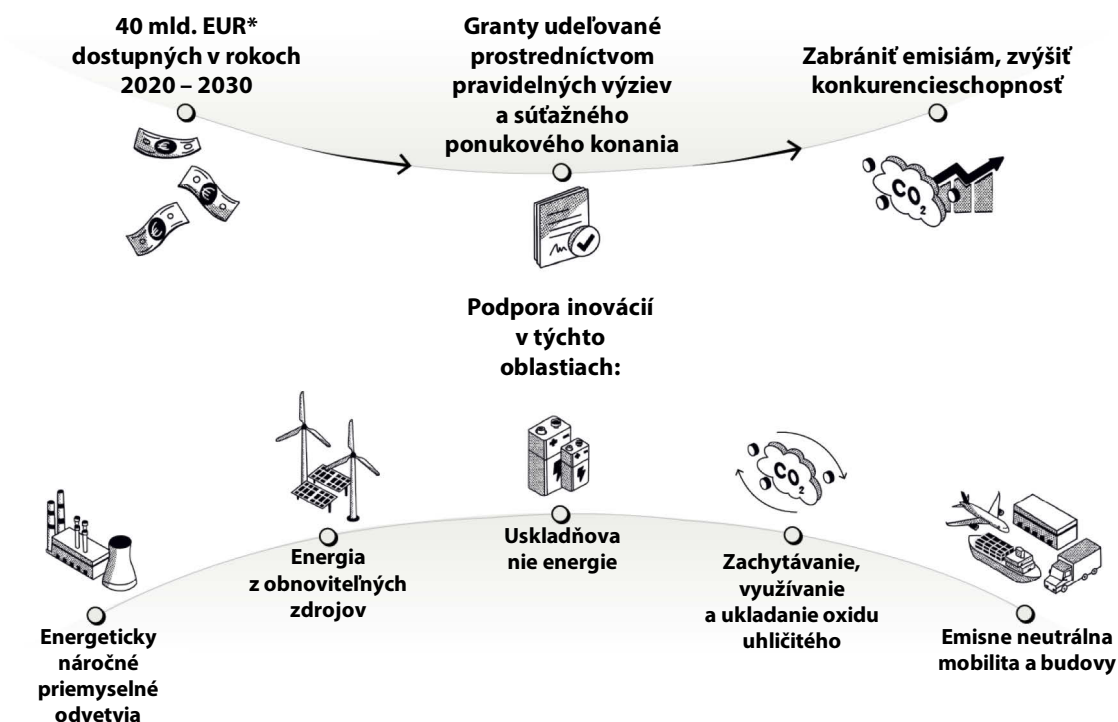 40 mld. EUR*
dostupných v rokoch
2020 – 2030
Granty udeľované
prostredníctvom
pravidelných výziev
a súťažného
ponukového konania
Zabrániť emisiám, zvýšiť
konkurencieschopnosť
CO2
Podpora inovácií
v týchto
oblastiach:
CO2
Energeticky
náročné
priemyselné
odvetvia
Energia
z obnoviteľných
zdrojov
Uskladňova
nie energie
Zachytávanie,
využívanie
a ukladanie oxidu
uhličitého
Emisne neutrálna
mobilita a budovy